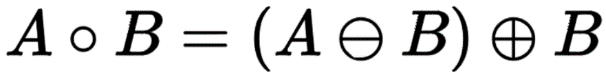 A ∘ B = (A ⊖ B) ⊕ B